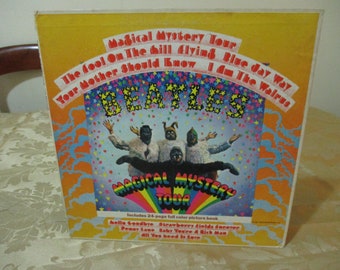 Magical Mystery Tour
The Fool On The Hill Flying Blue Jay Way
Your Mother Should Know I Am The Walrus
BEATLES
MAGICAL MYSTERY
TOUR
Includes 24-page full color picture book
Hello Goodbye Strawberry Fields Forever
Penny Lane Baby You're A Rich Man
All You Need Is Love